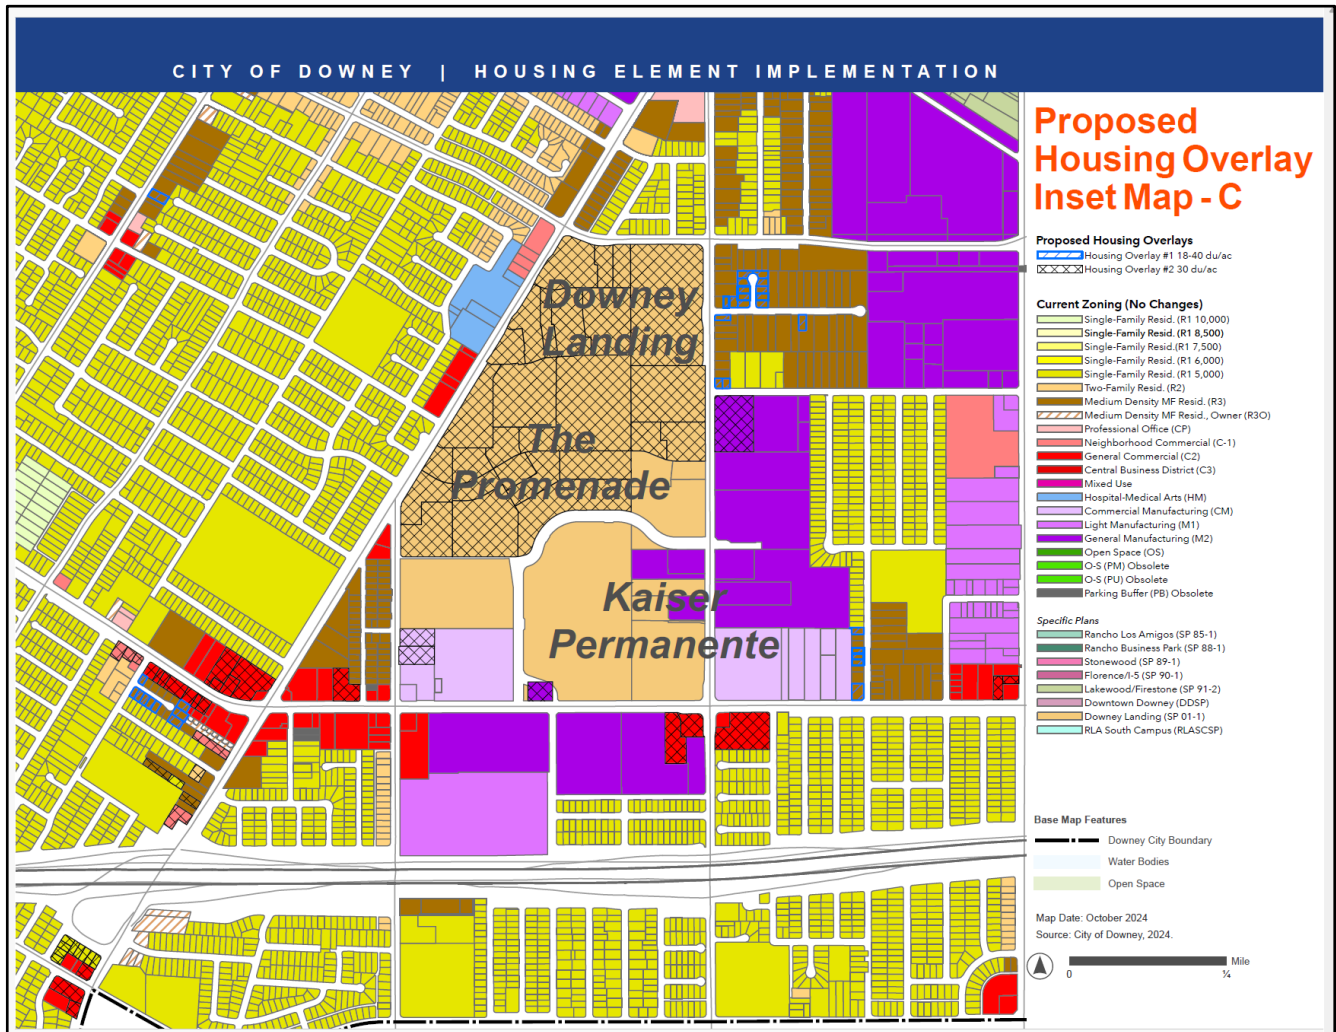 CITY OF DOWNEY | HOUSING ELEMENT IMPLEMENTATION
Proposed
Housing Overlay
Inset Map - C
Proposed Housing Overlays
Housing Overlay #1 18-40 du/ac
Housing Overlay #2 30 du/ac
Current Zoning (No Changes)
Single-Family Resid. (R1 10,000)
Single-Family Resid. (R1 8,500)
Single-Family Resid. (R1 7,500)
Single-Family Resid. (R1 6,000)
Single-Family Resid. (R1 5,000)
Two-Family Resid. (R2)
Medium Density MF Resid. (R3)
Medium Density MF Resid., Owner (R3O)
Professional Office (CP)
Neighborhood Commercial (C-1)
General Commercial (C2)
Central Business District (C3)
Mixed Use
Hospital-Medical Arts (HM)
Commercial Manufacturing (CM)
Light Manufacturing (M1)
General Manufacturing (M2)
Open Space (OS)
O-S (PM) Obsolete
O-S (PU) Obsolete
Parking Buffer (PB) Obsolete
Specific Plans
Rancho Los Amigos (SP 85-1)
Rancho Business Park (SP 88-1)
Stonewood (SP 89-1)
Florence/I-5 (SP 90-1)
Lakewood/Firestone (SP 91-2)
Downtown Downey (DDSP)
Downey Landing (SP 01-1)
RLA South Campus (RLASCSP)
Base Map Features
Downey City Boundary
Water Bodies
Open Space
Map Date: October 2024
Source: City of Downey, 2024.
Mile
0 ¼
Downey
Landing
The
Promenade
Kaiser
Permanente